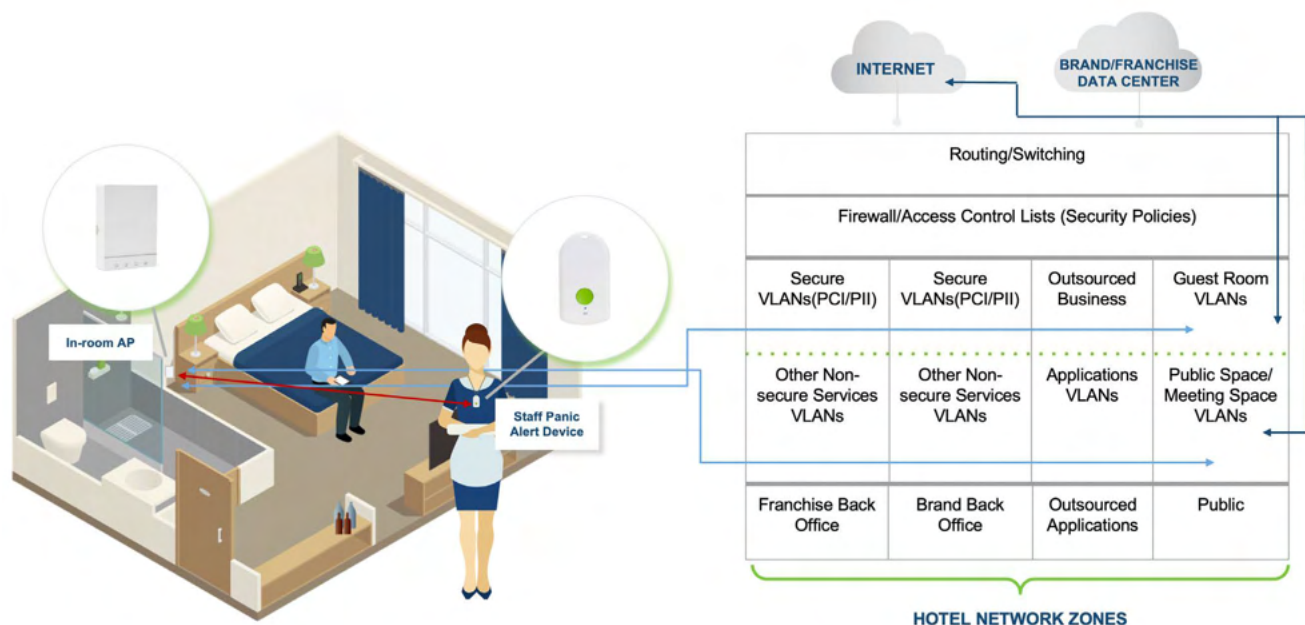 INTERNET
BRAND/FRANCHISE
DATA CENTER
In-room AP
Staff Panic
Alert Device
Routing/Switching
Firewall/Access Control Lists (Security Policies)
Secure
VLANs(PCI/PII)
Secure
VLANs(PCI/PII)
Outsourced
Business
Guest Room
VLANs
Other Non-
secure Services
VLANs
Other Non-
secure Services
VLANs
Applications
VLANs
Public Space/
Meeting Space
VLANs
Franchise Back
Office
Brand Back
Office
Outsourced
Applications
Public
HOTEL NETWORK ZONES